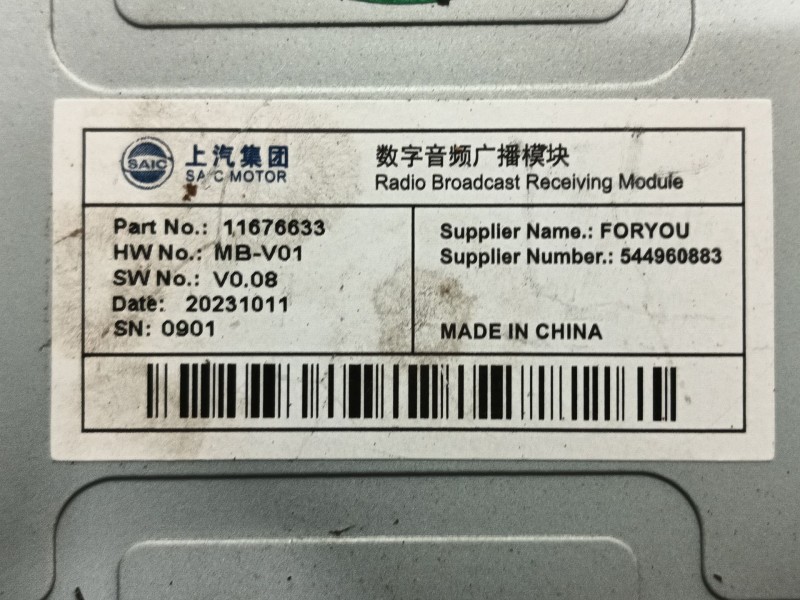 SAIC 上汽集团
SAIC MOTOR
数字音频广播模块
Radio Broadcast Receiving Module
Part No.: 11676633
HW No.: MB-V01
SW No.: V0.08
Date: 20231011
SN: 0901
Supplier Name.: FORYOU
Supplier Number.: 544960883
MADE IN CHINA